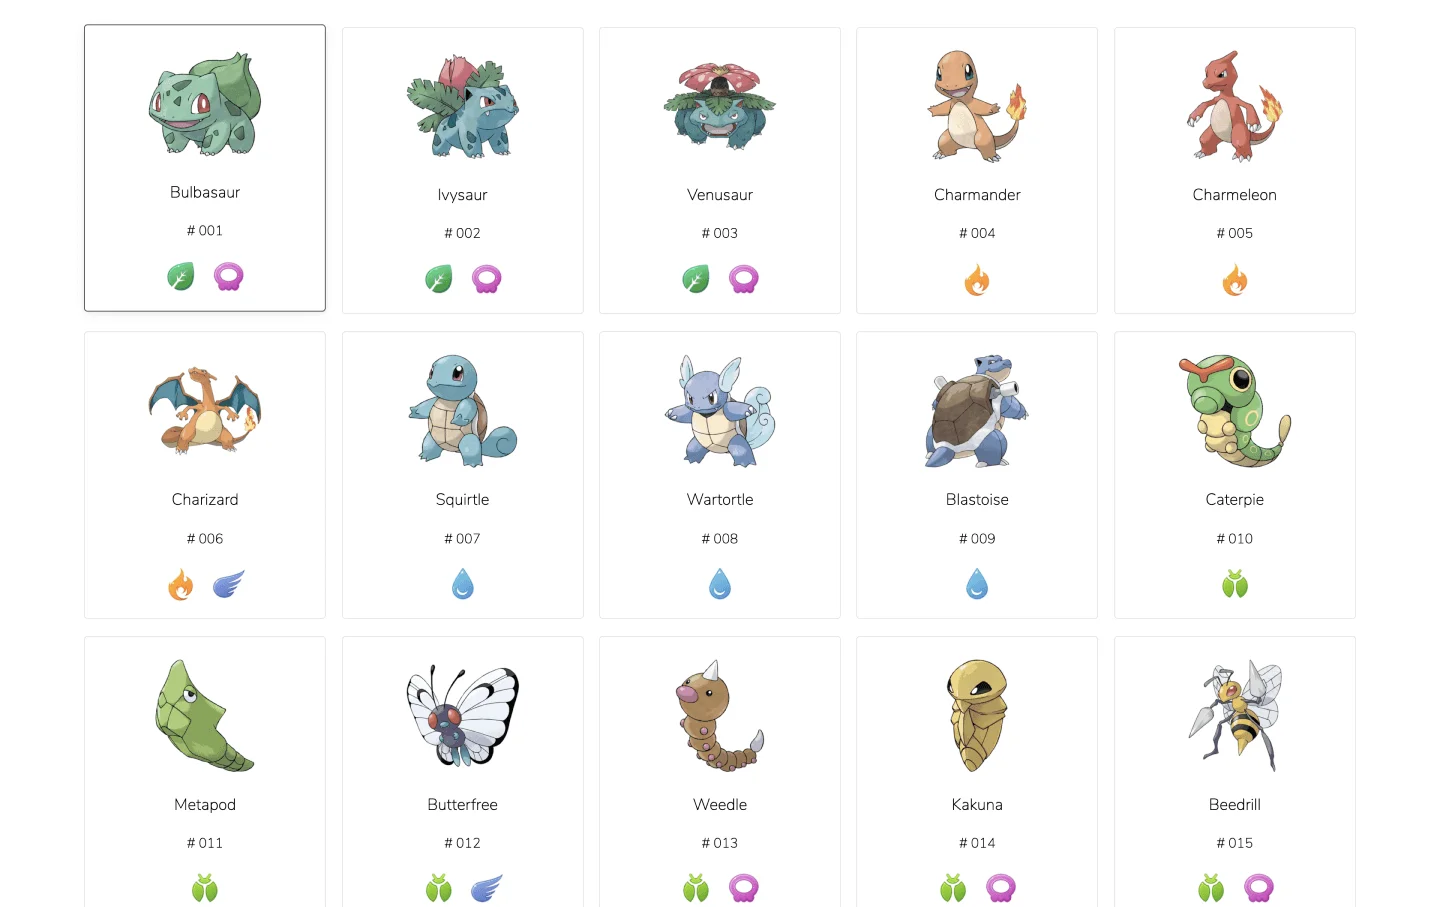 Bulbasaur
# 001
Ivysaur
# 002
Venusaur
# 003
Charmander
# 004
Charmeleon
# 005
Charizard
# 006
Squirtle
# 007
Wartortle
# 008
Blastoise
# 009
Caterpie
# 010
Metapod
# 011
Butterfree
# 012
Weedle
# 013
Kakuna
# 014
Beedrill
# 015